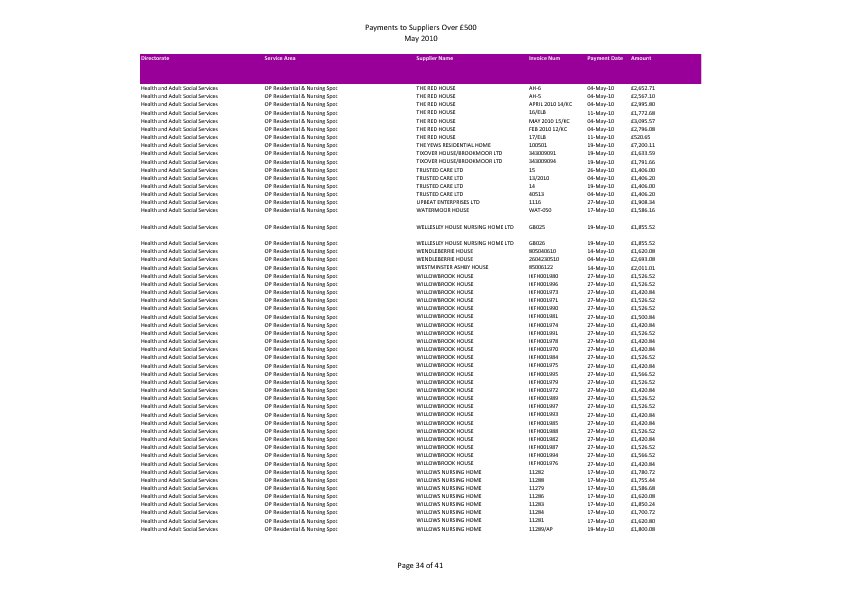 Payments to Suppliers Over £500
May 2010
Directorate Service Area Supplier Name Invoice Num Payment Date Amount
Health and Adult Social Services OP Residential & Nursing Spot THE RED HOUSE AH-6 04-May-10 £2,652.71
Health and Adult Social Services OP Residential & Nursing Spot THE RED HOUSE AH-5 04-May-10 £2,567.10
Health and Adult Social Services OP Residential & Nursing Spot THE RED HOUSE APRIL 2010 14/KC 04-May-10 £2,995.80
Health and Adult Social Services OP Residential & Nursing Spot THE RED HOUSE 16/ELB 11-May-10 £1,772.68
Health and Adult Social Services OP Residential & Nursing Spot THE RED HOUSE MAY 2010 15/KC 04-May-10 £3,095.57
Health and Adult Social Services OP Residential & Nursing Spot THE RED HOUSE FEB 2010 12/KC 04-May-10 £2,796.08
Health and Adult Social Services OP Residential & Nursing Spot THE RED HOUSE 17/ELB 11-May-10 £520.65
Health and Adult Social Services OP Residential & Nursing Spot THE YEWS RESIDENTIAL HOME 100501 19-May-10 £7,200.11
Health and Adult Social Services OP Residential & Nursing Spot TIXOVER HOUSE/BROOKMOOR LTD 343009091 19-May-10 £1,633.59
Health and Adult Social Services OP Residential & Nursing Spot TIXOVER HOUSE/BROOKMOOR LTD 343009094 19-May-10 £1,791.66
Health and Adult Social Services OP Residential & Nursing Spot TRUSTED CARE LTD 15 26-May-10 £1,406.00
Health and Adult Social Services OP Residential & Nursing Spot TRUSTED CARE LTD 13/2010 04-May-10 £1,406.20
Health and Adult Social Services OP Residential & Nursing Spot TRUSTED CARE LTD 14 19-May-10 £1,406.00
Health and Adult Social Services OP Residential & Nursing Spot TRUSTED CARE LTD 40513 04-May-10 £1,406.20
Health and Adult Social Services OP Residential & Nursing Spot UPBEAT ENTERPRISES LTD 1116 27-May-10 £1,908.34
Health and Adult Social Services OP Residential & Nursing Spot WATERMOOR HOUSE WAT-050 17-May-10 £1,586.16
Health and Adult Social Services OP Residential & Nursing Spot WELLESLEY HOUSE NURSING HOME LTD GB025 19-May-10 £1,855.52
Health and Adult Social Services OP Residential & Nursing Spot WELLESLEY HOUSE NURSING HOME LTD GB026 19-May-10 £1,855.52
Health and Adult Social Services OP Residential & Nursing Spot WENDLEBERRIE HOUSE 805040610 14-May-10 £1,620.08
Health and Adult Social Services OP Residential & Nursing Spot WENDLEBERRIE HOUSE 2604230510 04-May-10 £2,693.08
Health and Adult Social Services OP Residential & Nursing Spot WESTMINSTER ASHBY HOUSE 85006122 14-May-10 £2,011.01
Health and Adult Social Services OP Residential & Nursing Spot WILLOWBROOK HOUSE IKFH001980 27-May-10 £1,526.52
Health and Adult Social Services OP Residential & Nursing Spot WILLOWBROOK HOUSE IKFH001996 27-May-10 £1,526.52
Health and Adult Social Services OP Residential & Nursing Spot WILLOWBROOK HOUSE IKFH001973 27-May-10 £1,420.84
Health and Adult Social Services OP Residential & Nursing Spot WILLOWBROOK HOUSE IKFH001971 27-May-10 £1,526.52
Health and Adult Social Services OP Residential & Nursing Spot WILLOWBROOK HOUSE IKFH001990 27-May-10 £1,526.52
Health and Adult Social Services OP Residential & Nursing Spot WILLOWBROOK HOUSE IKFH001981 27-May-10 £1,500.84
Health and Adult Social Services OP Residential & Nursing Spot WILLOWBROOK HOUSE IKFH001974 27-May-10 £1,420.84
Health and Adult Social Services OP Residential & Nursing Spot WILLOWBROOK HOUSE IKFH001991 27-May-10 £1,526.52
Health and Adult Social Services OP Residential & Nursing Spot WILLOWBROOK HOUSE IKFH001978 27-May-10 £1,420.84
Health and Adult Social Services OP Residential & Nursing Spot WILLOWBROOK HOUSE IKFH001970 27-May-10 £1,420.84
Health and Adult Social Services OP Residential & Nursing Spot WILLOWBROOK HOUSE IKFH001984 27-May-10 £1,526.52
Health and Adult Social Services OP Residential & Nursing Spot WILLOWBROOK HOUSE IKFH001975 27-May-10 £1,420.84
Health and Adult Social Services OP Residential & Nursing Spot WILLOWBROOK HOUSE IKFH001995 27-May-10 £1,566.52
Health and Adult Social Services OP Residential & Nursing Spot WILLOWBROOK HOUSE IKFH001979 27-May-10 £1,526.52
Health and Adult Social Services OP Residential & Nursing Spot WILLOWBROOK HOUSE IKFH001972 27-May-10 £1,420.84
Health and Adult Social Services OP Residential & Nursing Spot WILLOWBROOK HOUSE IKFH001989 27-May-10 £1,526.52
Health and Adult Social Services OP Residential & Nursing Spot WILLOWBROOK HOUSE IKFH001997 27-May-10 £1,526.52
Health and Adult Social Services OP Residential & Nursing Spot WILLOWBROOK HOUSE IKFH001993 27-May-10 £1,420.84
Health and Adult Social Services OP Residential & Nursing Spot WILLOWBROOK HOUSE IKFH001985 27-May-10 £1,420.84
Health and Adult Social Services OP Residential & Nursing Spot WILLOWBROOK HOUSE IKFH001988 27-May-10 £1,526.52
Health and Adult Social Services OP Residential & Nursing Spot WILLOWBROOK HOUSE IKFH001982 27-May-10 £1,420.84
Health and Adult Social Services OP Residential & Nursing Spot WILLOWBROOK HOUSE IKFH001987 27-May-10 £1,526.52
Health and Adult Social Services OP Residential & Nursing Spot WILLOWBROOK HOUSE IKFH001994 27-May-10 £1,566.52
Health and Adult Social Services OP Residential & Nursing Spot WILLOWBROOK HOUSE IKFH001976 27-May-10 £1,420.84
Health and Adult Social Services OP Residential & Nursing Spot WILLOWS NURSING HOME 11282 17-May-10 £1,780.72
Health and Adult Social Services OP Residential & Nursing Spot WILLOWS NURSING HOME 11288 17-May-10 £1,755.44
Health and Adult Social Services OP Residential & Nursing Spot WILLOWS NURSING HOME 11279 17-May-10 £1,586.68
Health and Adult Social Services OP Residential & Nursing Spot WILLOWS NURSING HOME 11286 17-May-10 £1,620.08
Health and Adult Social Services OP Residential & Nursing Spot WILLOWS NURSING HOME 11283 17-May-10 £1,850.24
Health and Adult Social Services OP Residential & Nursing Spot WILLOWS NURSING HOME 11284 17-May-10 £1,700.72
Health and Adult Social Services OP Residential & Nursing Spot WILLOWS NURSING HOME 11281 17-May-10 £1,620.80
Health and Adult Social Services OP Residential & Nursing Spot WILLOWS NURSING HOME 11289/AP 19-May-10 £1,800.08
Page 34 of 41